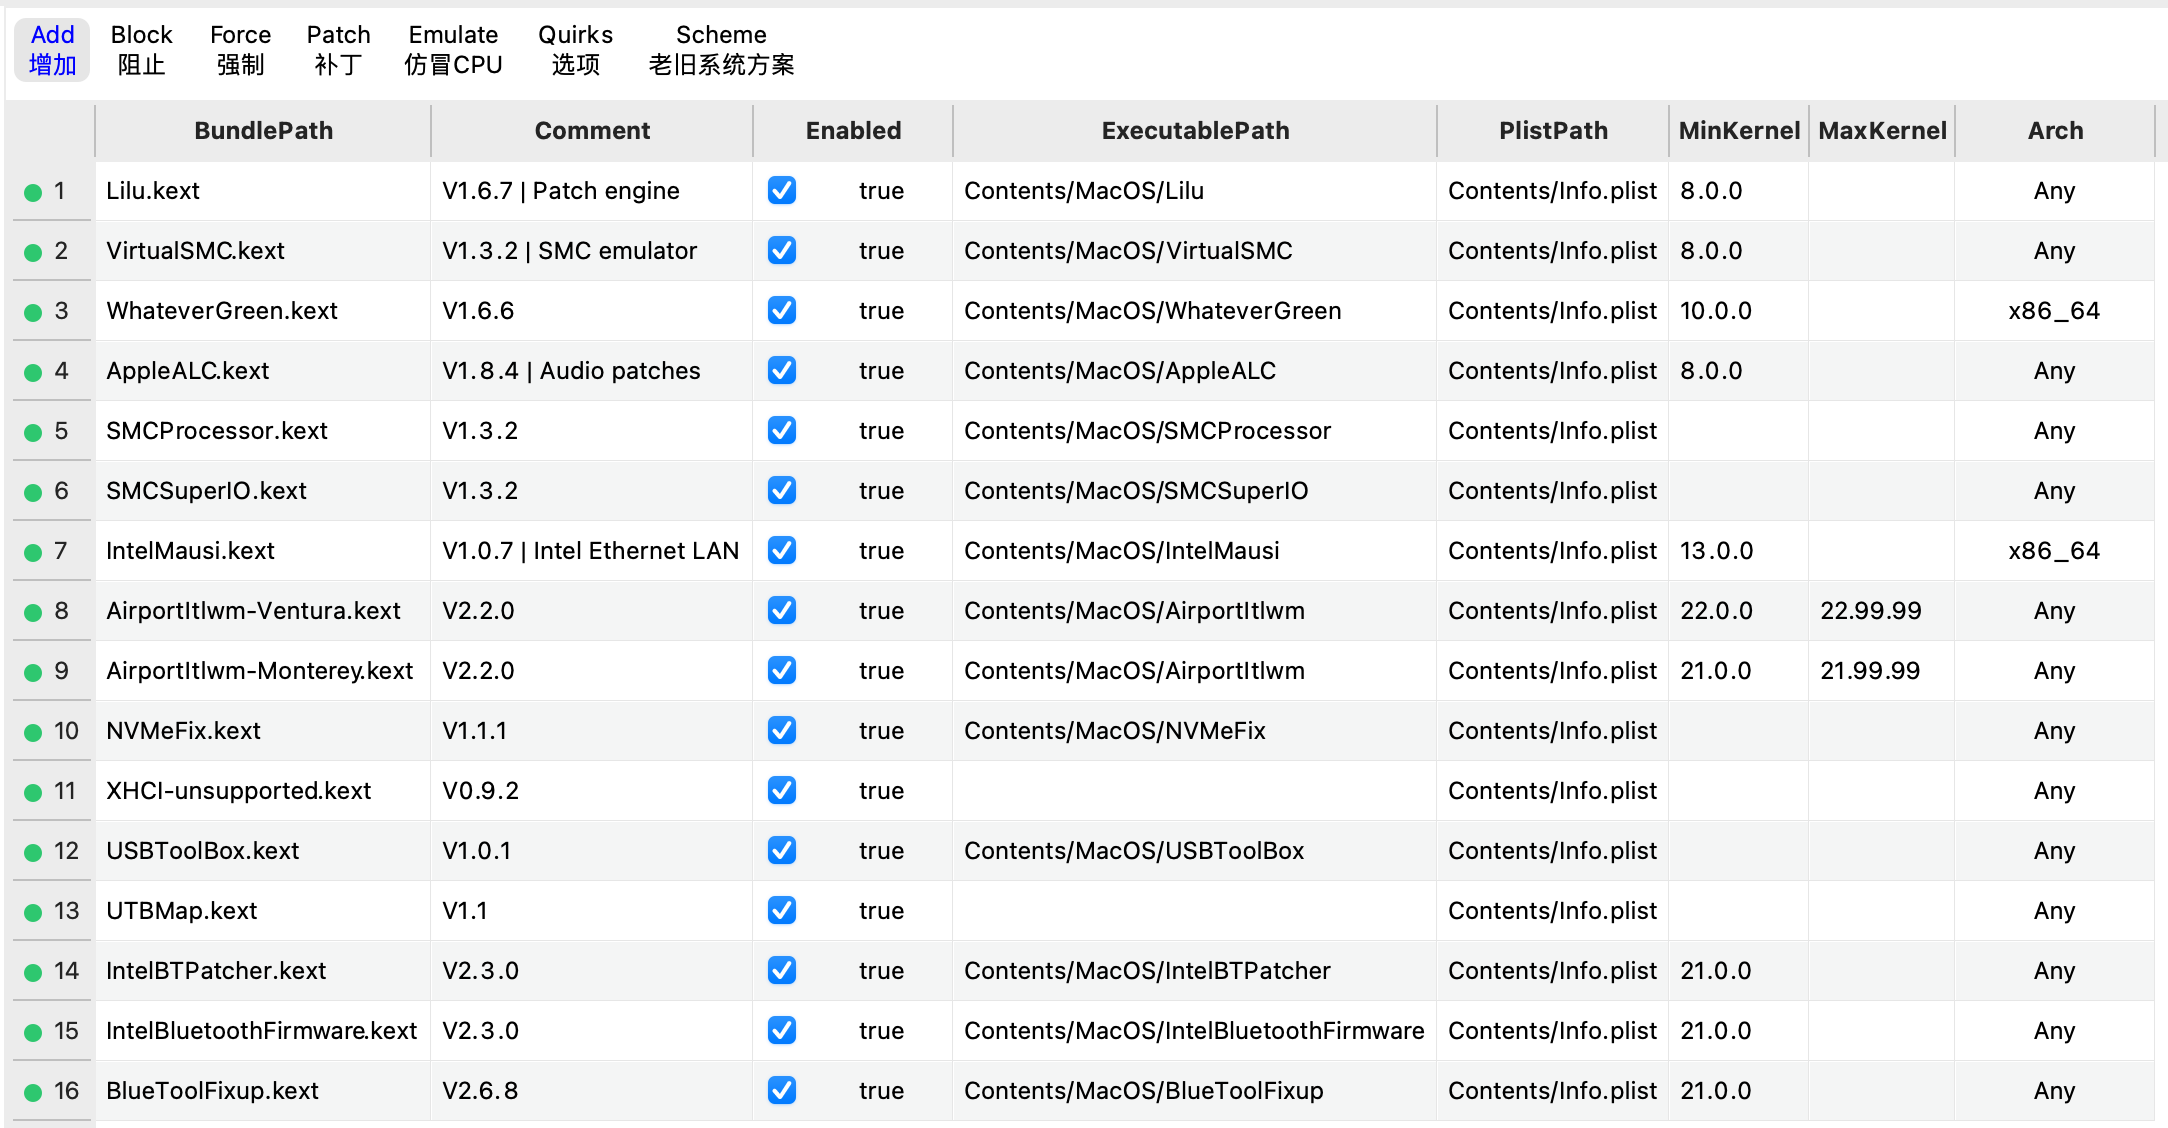 Add Block Force Patch Emulate Quirks Scheme
增加 阻止 强制 补丁 仿冒CPU 选项 老旧系统方案
BundlePath Comment Enabled ExecutablePath PlistPath MinKernel MaxKernel Arch
1 Lilu.kext V1.6.7 | Patch engine true Contents/MacOS/Lilu Contents/Info.plist 8.0.0 Any
2 VirtualSMC.kext V1.3.2 | SMC emulator true Contents/MacOS/VirtualSMC Contents/Info.plist 8.0.0 Any
3 WhateverGreen.kext V1.6.6 true Contents/MacOS/WhateverGreen Contents/Info.plist 10.0.0 x86_64
4 AppleALC.kext V1.8.4 | Audio patches true Contents/MacOS/AppleALC Contents/Info.plist 8.0.0 Any
5 SMCProcessor.kext V1.3.2 true Contents/MacOS/SMCProcessor Contents/Info.plist Any
6 SMCSuperIO.kext V1.3.2 true Contents/MacOS/SMCSuperIO Contents/Info.plist Any
7 IntelMausi.kext V1.0.7 | Intel Ethernet LAN true Contents/MacOS/IntelMausi Contents/Info.plist 13.0.0 x86_64
8 AirportItlwm-Ventura.kext V2.2.0 true Contents/MacOS/AirportItlwm Contents/Info.plist 22.0.0 22.99.99 Any
9 AirportItlwm-Monterey.kext V2.2.0 true Contents/MacOS/AirportItlwm Contents/Info.plist 21.0.0 21.99.99 Any
10 NVMeFix.kext V1.1.1 true Contents/MacOS/NVMeFix Contents/Info.plist Any
11 XHCI-unsupported.kext V0.9.2 true Contents/Info.plist Any
12 USBToolBox.kext V1.0.1 true Contents/MacOS/USBToolBox Contents/Info.plist Any
13 UTBMap.kext V1.1 true Contents/Info.plist Any
14 IntelBTPatcher.kext V2.3.0 true Contents/MacOS/IntelBTPatcher Contents/Info.plist 21.0.0 Any
15 IntelBluetoothFirmware.kext V2.3.0 true Contents/MacOS/IntelBluetoothFirmware Contents/Info.plist 21.0.0 Any
16 BlueToolFixup.kext V2.6.8 true Contents/MacOS/BlueToolFixup Contents/Info.plist 21.0.0 Any